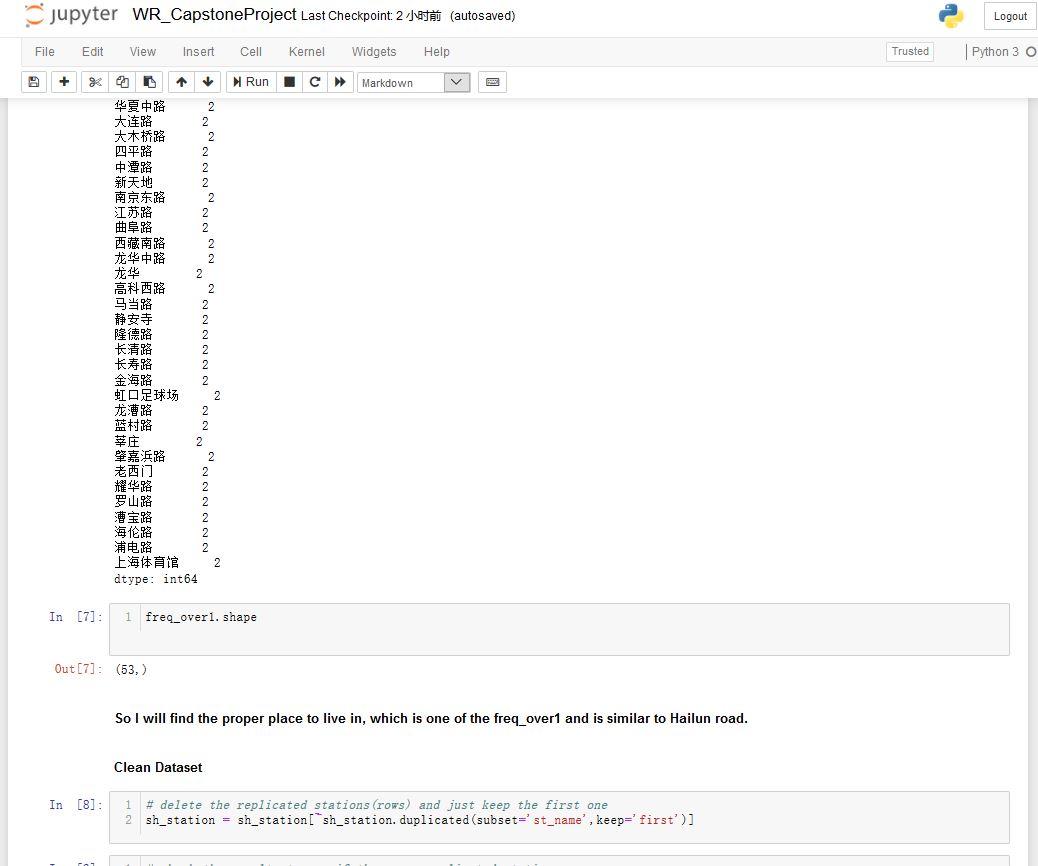 jupyter WR_CapstoneProject Last Checkpoint: 2 小时前 (autosaved) Logout
File Edit View Insert Cell Kernel Widgets Help Trusted Python 3
Run Markdown
华夏中路 2
大连路 2
大木桥路 2
四平路 2
中潭路 2
新天地 2
南京东路 2
江苏路 2
曲阜路 2
西藏南路 2
龙华中路 2
龙华 2
高科西路 2
马当路 2
静安寺 2
隆德路 2
长清路 2
长寿路 2
金海路 2
虹口足球场 2
龙漕路 2
蓝村路 2
莘庄 2
肇嘉浜路 2
老西门 2
耀华路 2
罗山路 2
漕宝路 2
海伦路 2
浦电路 2
上海体育馆 2
dtype: int64
In [7]: 1 freq_over1.shape
Out[7]: (53,)
So I will find the proper place to live in, which is one of the freq_over1 and is similar to Hailun road.
Clean Dataset
In [8]: 1 # delete the replicated stations(rows) and just keep the first one
2 sh_station = sh_station[~sh_station.duplicated(subset='st_name',keep='first')]